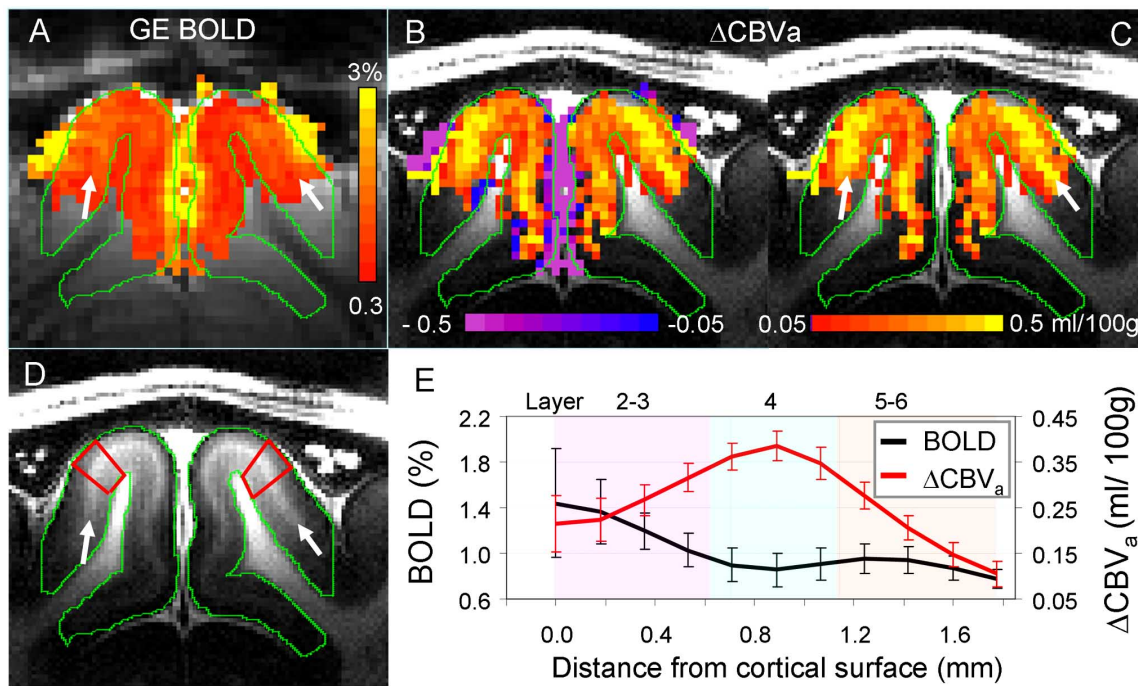 A GE BOLD
3%
0.3
B ΔCBVa C
- 0.5 -0.05 0.05 0.5 ml/100g
D
E
Layer 2-3 4 5-6
2.2 0.45
1.8 0.35
1.4 0.25
1.0 0.15
0.6 0.05
BOLD
ΔCBVₐ
BOLD (%)
ΔCBVₐ (ml/ 100g)
0.0 0.4 0.8 1.2 1.6
Distance from cortical surface (mm)